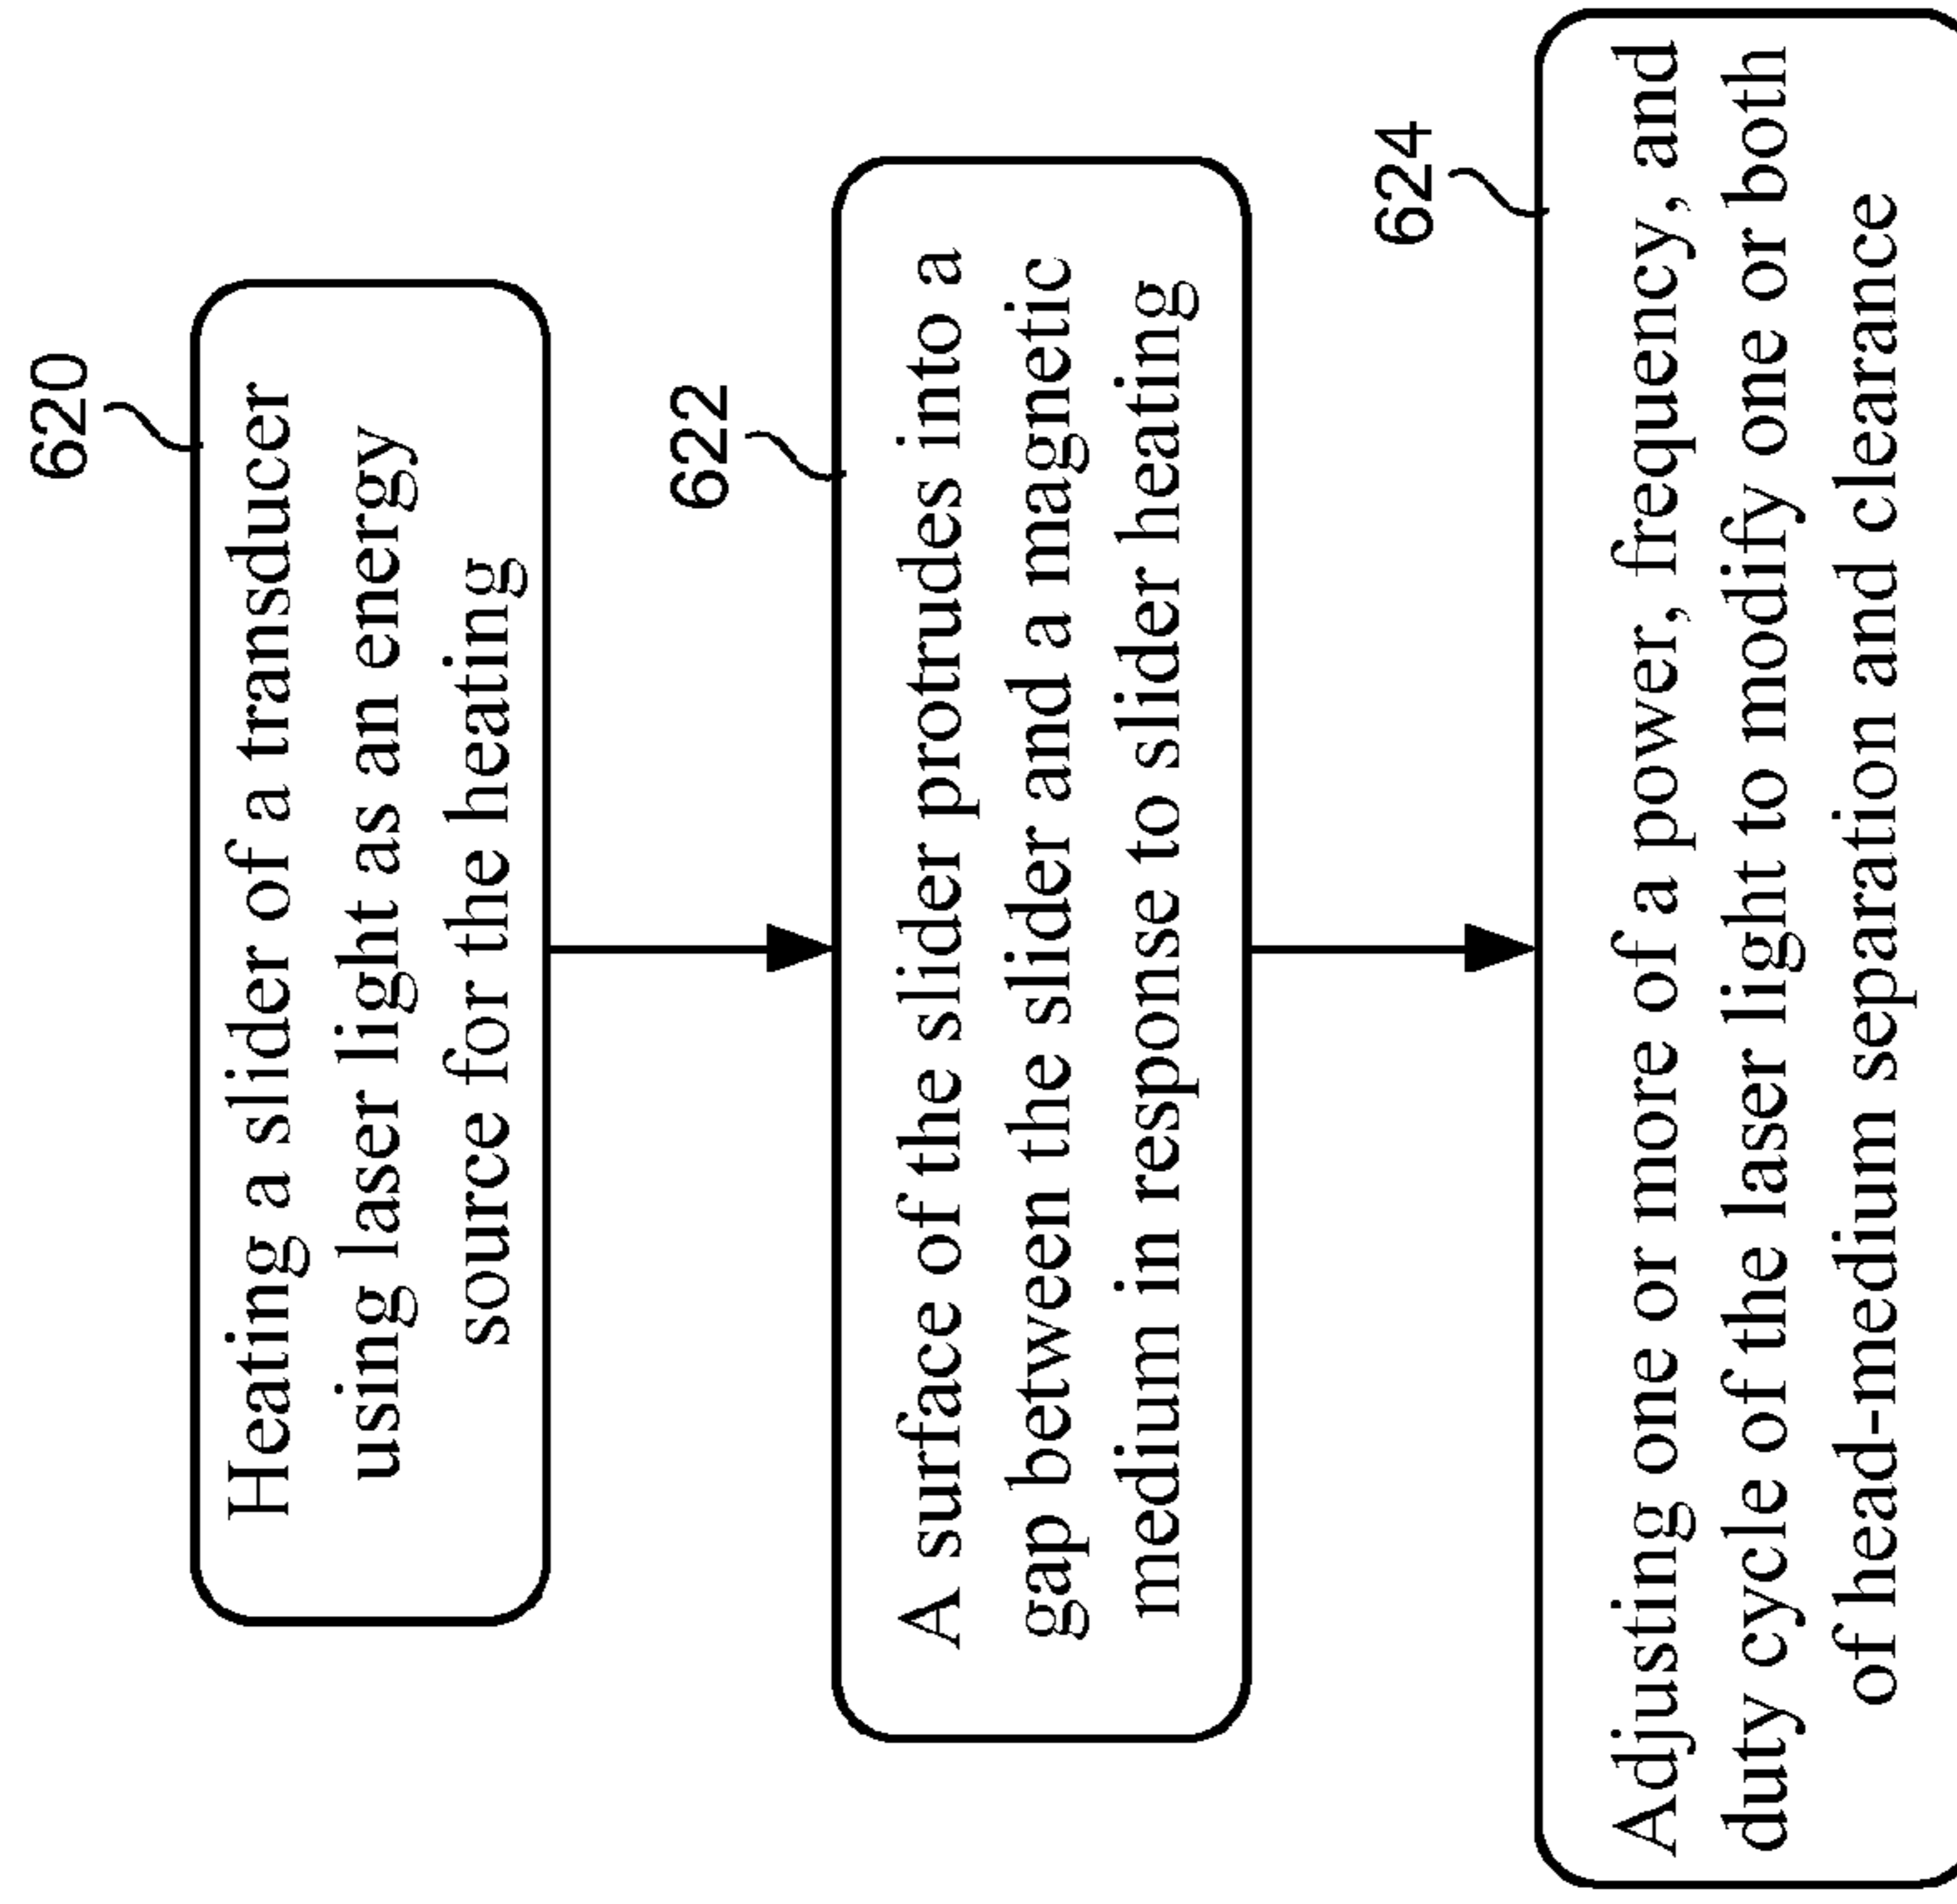 620
Heating a slider of a transducer
using laser light as an energy
source for the heating
622
A surface of the slider protrudes into a
gap between the slider and a magnetic
medium in response to slider heating
624
Adjusting one or more of a power, frequency, and
duty cycle of the laser light to modify one or both
of head-medium separation and clearance